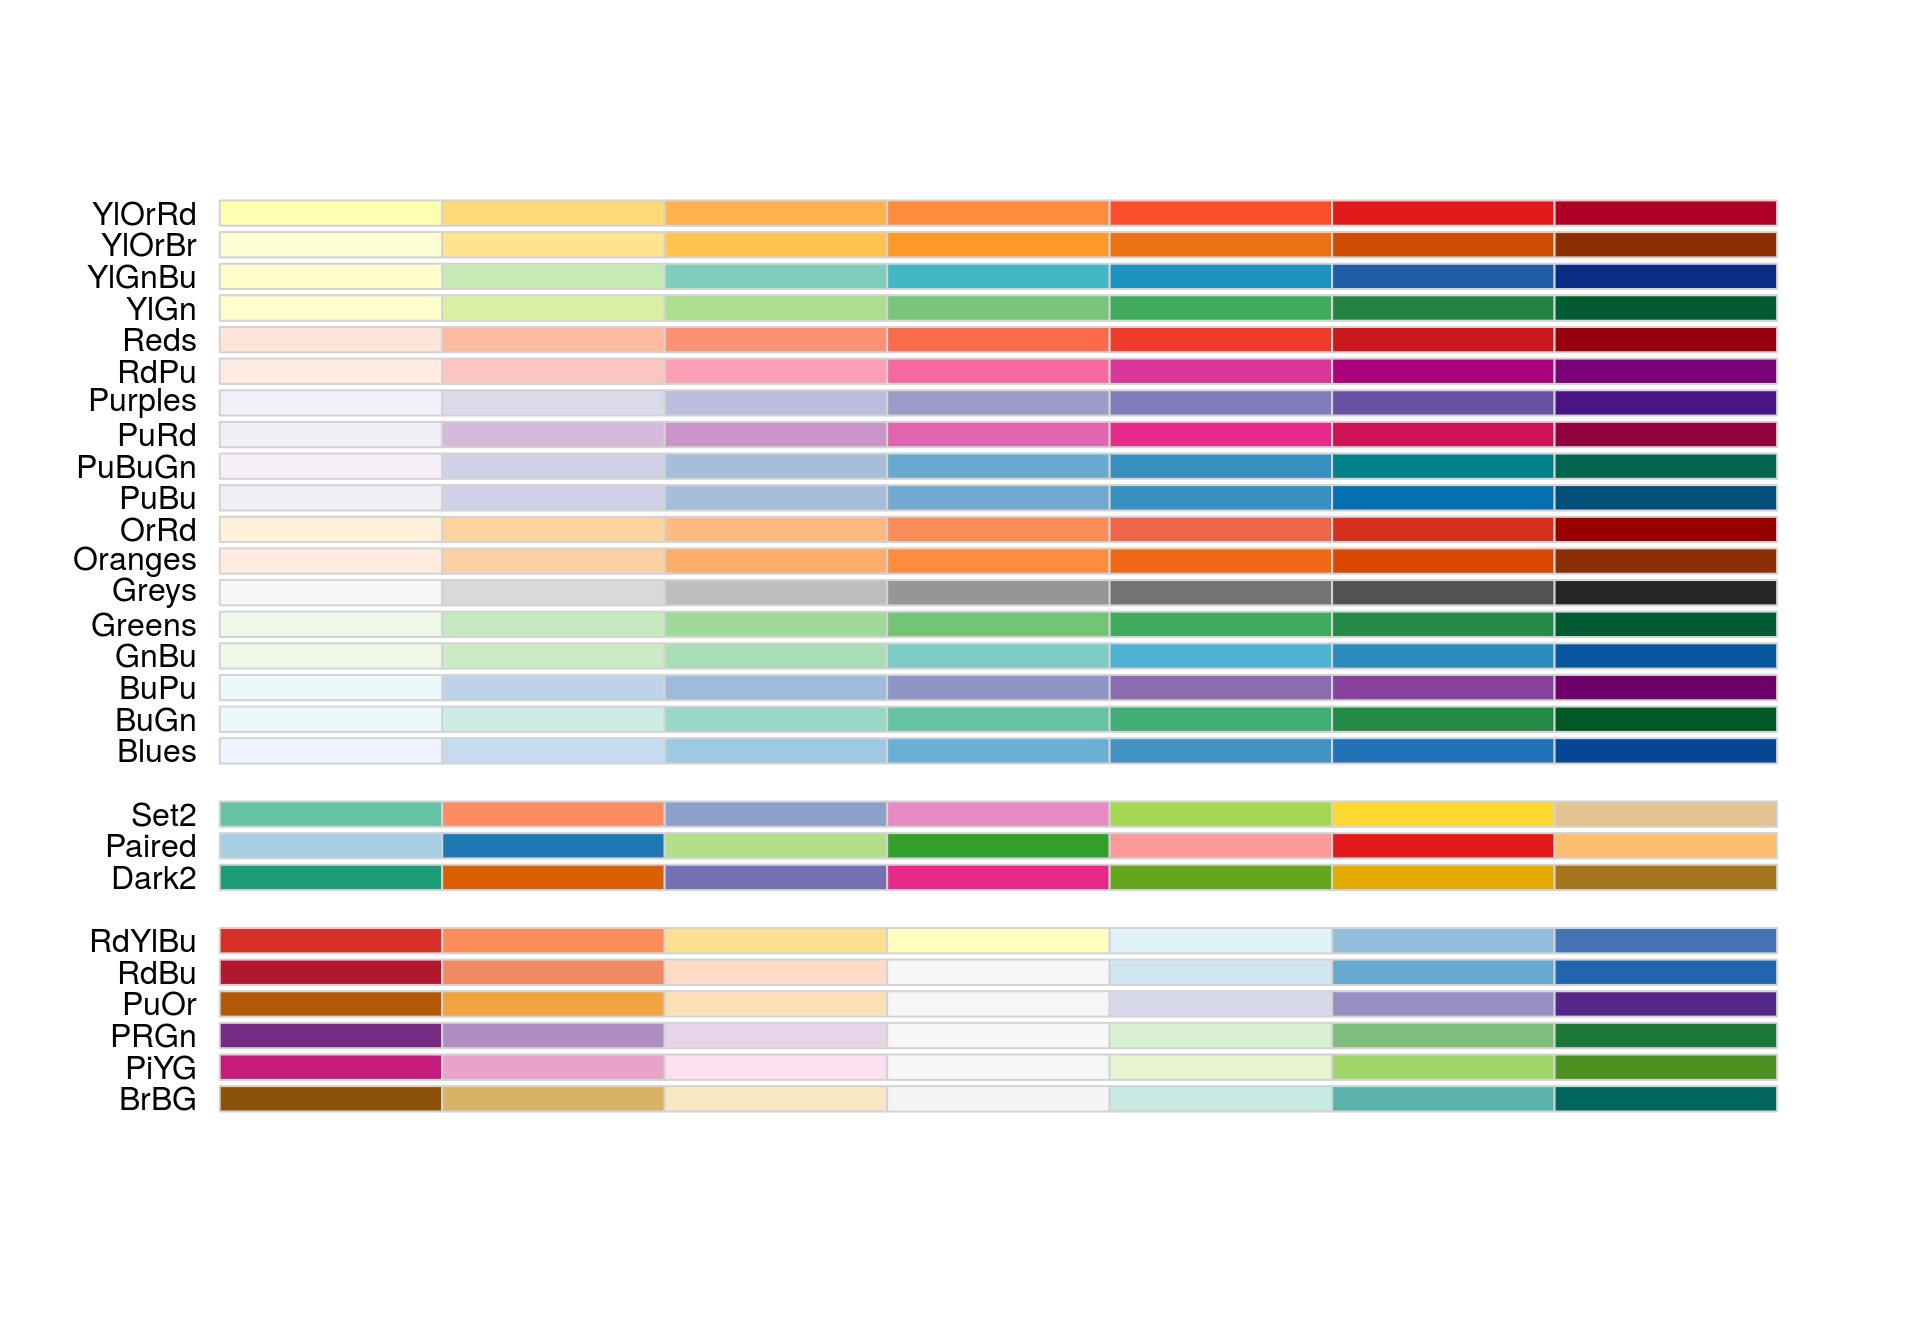 YlOrRd
YlOrBr
YlGnBu
YlGn
Reds
RdPu
Purples
PuRd
PuBuGn
PuBu
OrRd
Oranges
Greys
Greens
GnBu
BuPu
BuGn
Blues
Set2
Paired
Dark2
RdYlBu
RdBu
PuOr
PRGn
PiYG
BrBG